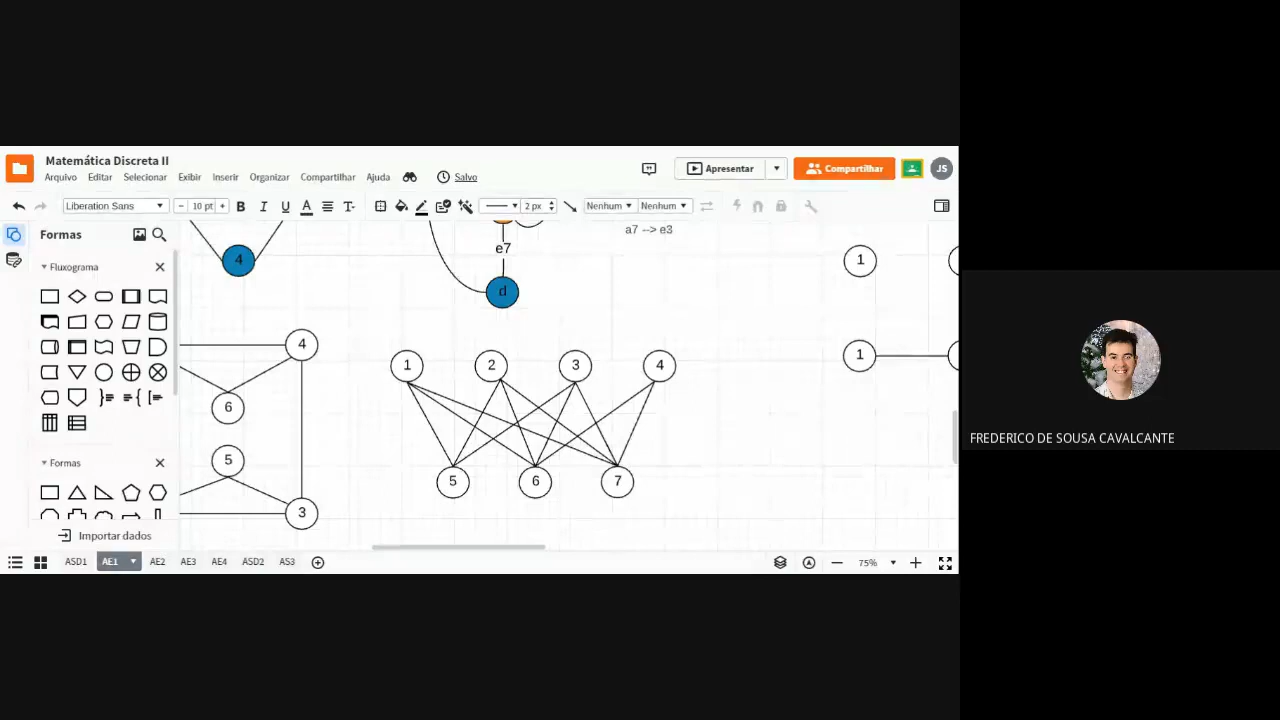 Matemática Discreta II
Arquivo Editar Selecionar Exibir Inserir Organizar Compartilhar Ajuda Salvo
Apresentar
Compartilhar
JS
Liberation Sans
− 10 pt +
B I U A T
2 px
Nenhum
Nenhum
Formas
Fluxograma
Formas
Importar dados
4
e7
d
a7 --> e3
1
4
6
5
3
1 2 3 4
5 6 7
1
ASD1 AE1 AE2 AE3 AE4 ASD2 AS3
75%
FREDERICO DE SOUSA CAVALCANTE